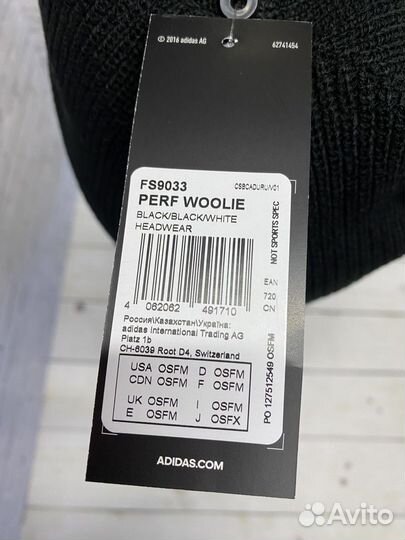 © 2016 adidas AG
62741454
FS9033
CSBCADURU/V01
PERF WOOLIE
BLACK/BLACK/WHITE
HEADWEAR
4 062062 491710
NOT SPORTS SPEC
EAN
720
CN
PO 127512549 OSFM
Россия\Казахстан\Україна:
adidas International Trading AG
Platz 1b
CH-6039 Root D4, Switzerland
USA OSFM D OSFM
CDN OSFM F OSFM
UK OSFM I OSFM
E OSFM J OSFX
ADIDAS.COM
Avito